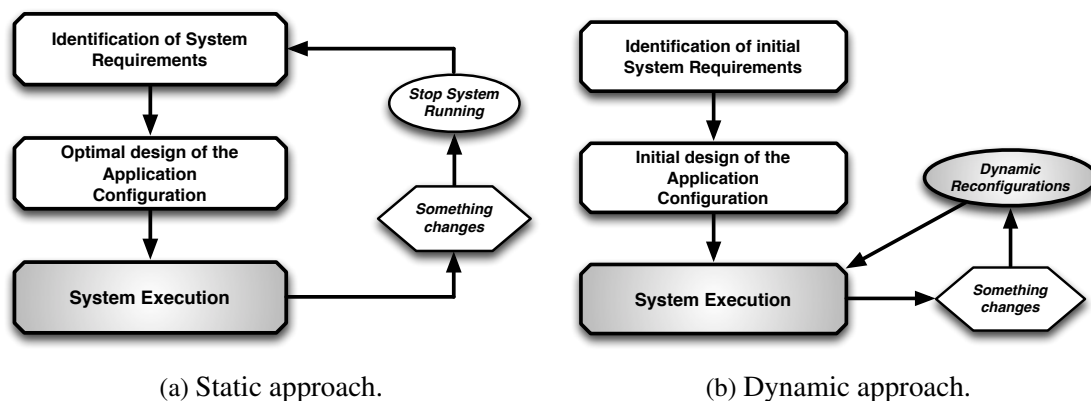 Identification of System
Requirements
Stop System
Running
Optimal design of the
Application
Configuration
Something
changes
System Execution
(a) Static approach.
Identification of initial
System Requirements
Initial design of the
Application
Configuration
Dynamic
Reconfigurations
System Execution
Something
changes
(b) Dynamic approach.